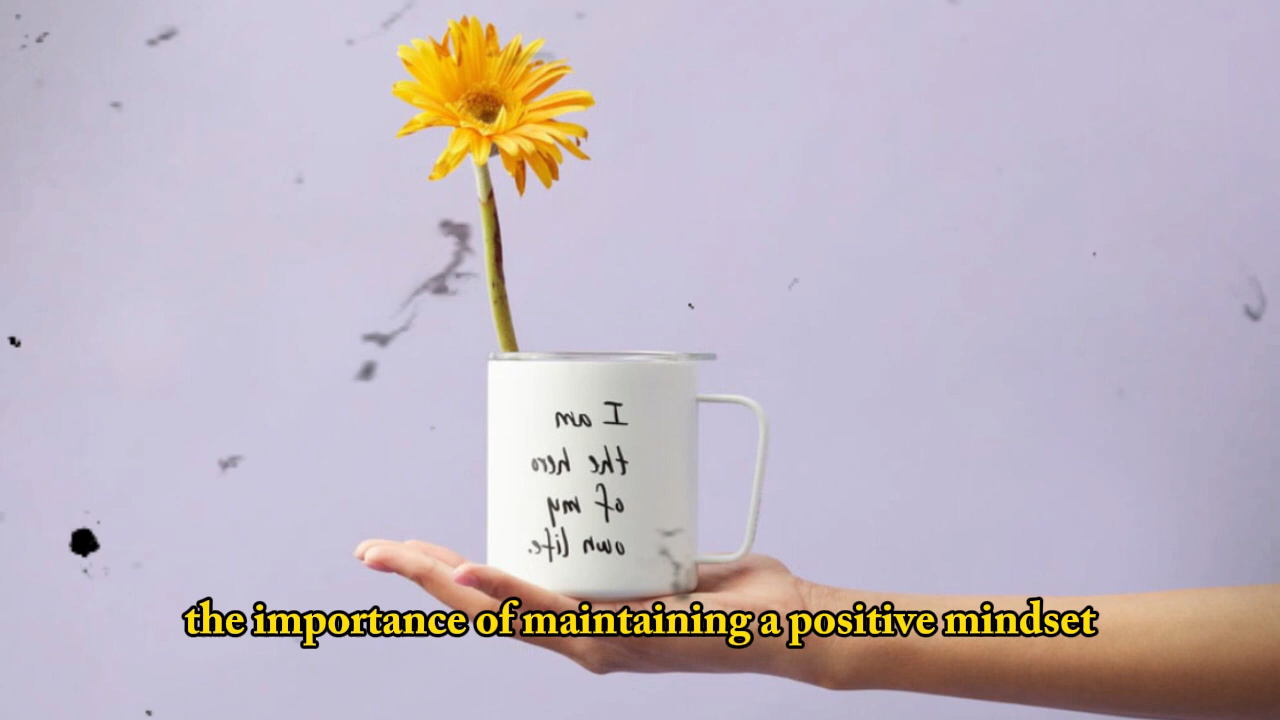 I am
the hero
of my
own life.
the importance of maintaining a positive mindset